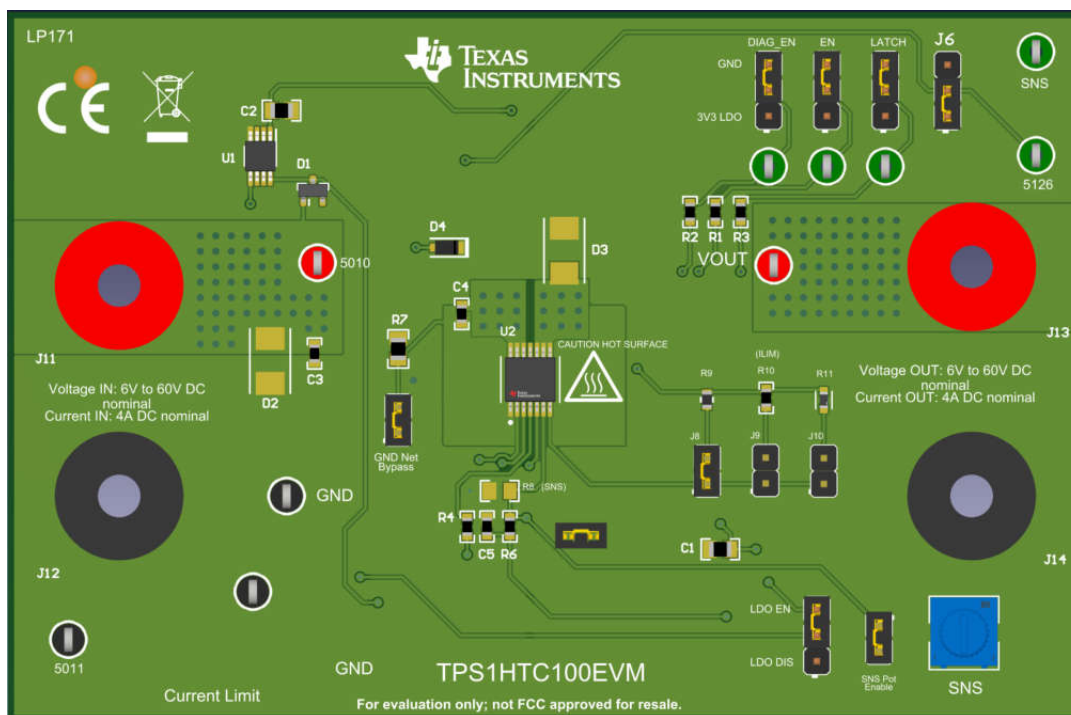 LP171
TEXAS
INSTRUMENTS
DIAG_EN
EN
LATCH
J6
GND
3V3 LDO
SNS
5126
C2
U1
D1
R2
R1
R3
VOUT
D4
D3
5010
C4
U2
R7
CAUTION HOT SURFACE
J11
J13
C3
D2
Voltage IN: 6V to 60V DC
nominal
Current IN: 4A DC nominal
(ILIM)
R9
R10
R11
Voltage OUT: 6V to 60V DC
nominal
Current OUT: 4A DC nominal
J8
J9
J10
GND Net
Bypass
GND
R8 (SNS)
R4
C5
R6
C1
J12
J14
LDO EN
LDO DIS
SNS Pot
Enable
SNS
5011
GND
TPS1HTC100EVM
Current Limit
For evaluation only; not FCC approved for resale.